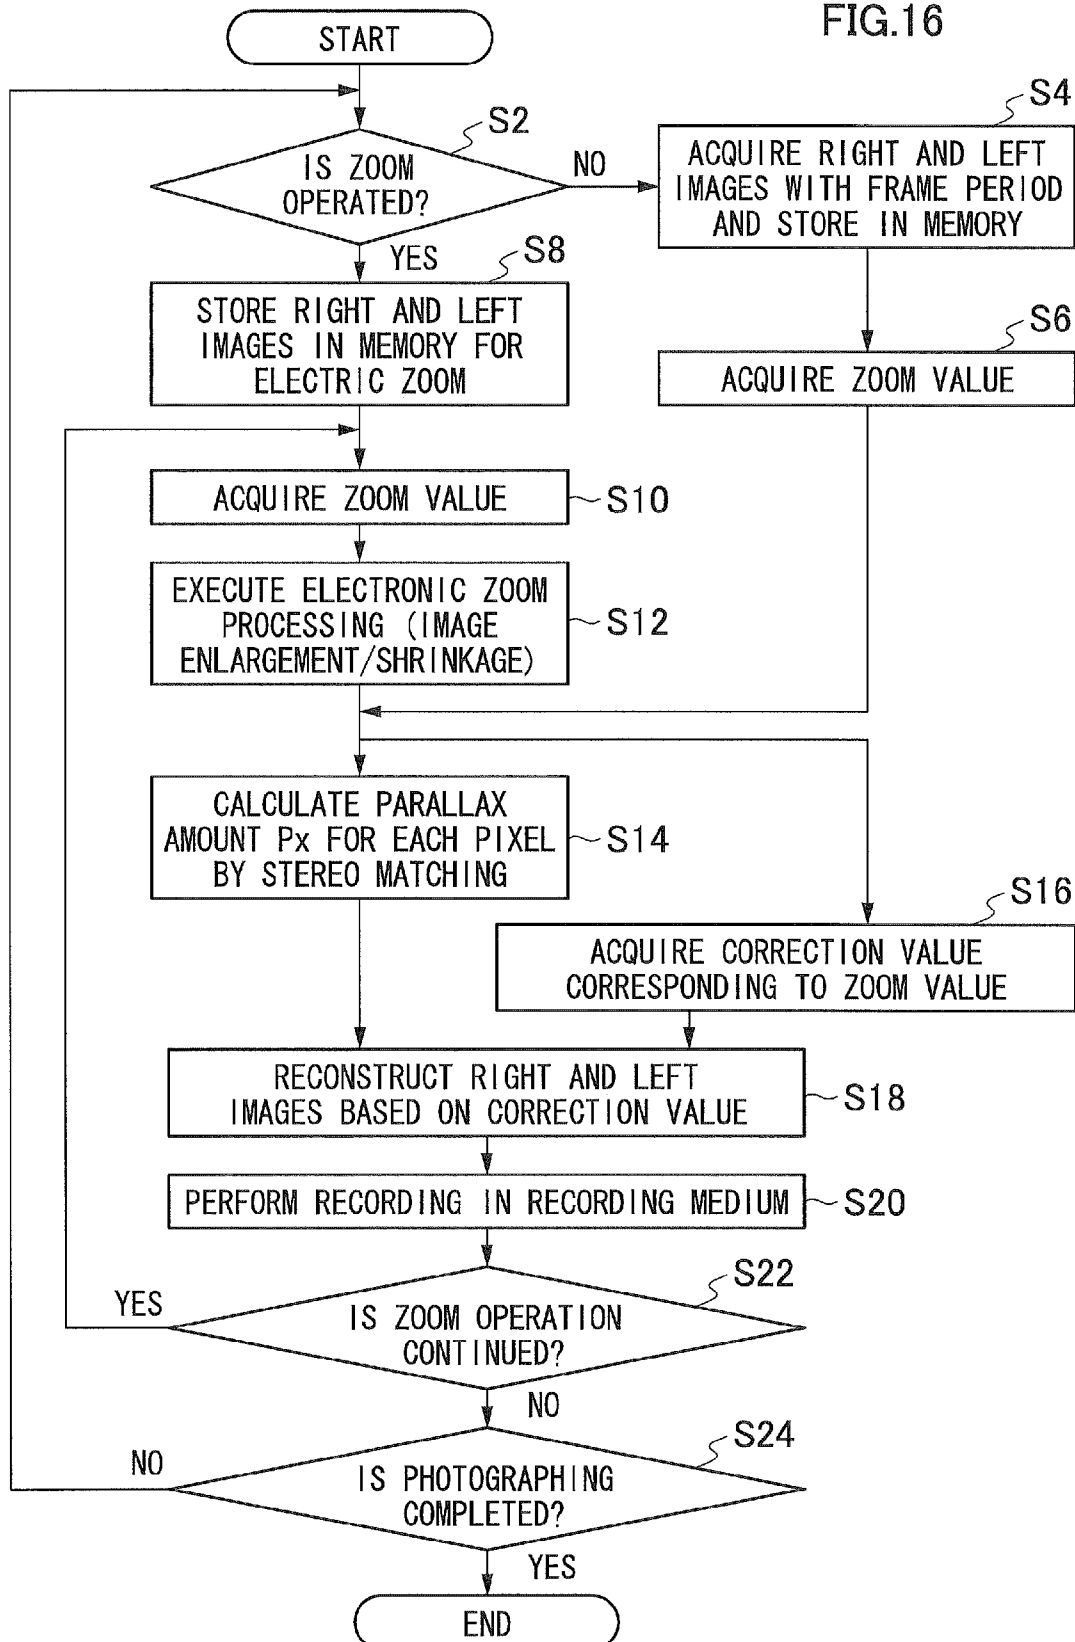 FIG.16
START
S2
IS ZOOM
OPERATED?
NO
YES
S4
ACQUIRE RIGHT AND LEFT
IMAGES WITH FRAME PERIOD
AND STORE IN MEMORY
S6
ACQUIRE ZOOM VALUE
S8
STORE RIGHT AND LEFT
IMAGES IN MEMORY FOR
ELECTRIC ZOOM
ACQUIRE ZOOM VALUE
S10
EXECUTE ELECTRONIC ZOOM
PROCESSING (IMAGE
ENLARGEMENT/SHRINKAGE)
S12
CALCULATE PARALLAX
AMOUNT Px FOR EACH PIXEL
BY STEREO MATCHING
S14
S16
ACQUIRE CORRECTION VALUE
CORRESPONDING TO ZOOM VALUE
RECONSTRUCT RIGHT AND LEFT
IMAGES BASED ON CORRECTION VALUE
S18
PERFORM RECORDING IN RECORDING MEDIUM
S20
S22
YES
IS ZOOM OPERATION
CONTINUED?
NO
S24
NO
IS PHOTOGRAPHING
COMPLETED?
YES
END